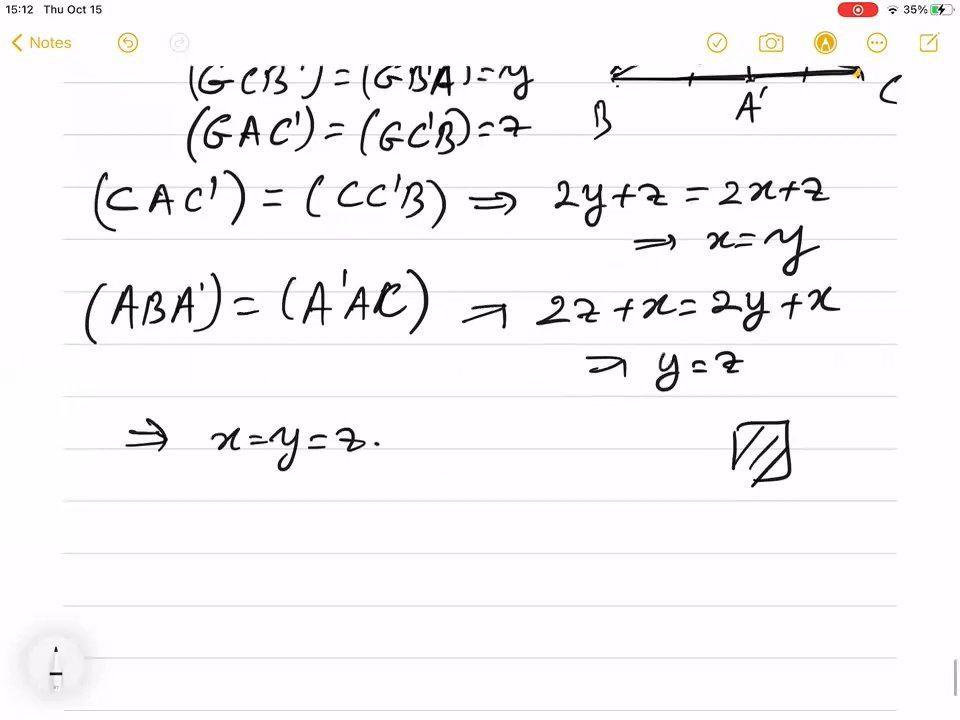 15:12 Thu Oct 15
35%
Notes
(GCB') = (GB'A) = y
(GAC') = (GC'B) = z
B A' C
(CAC') = (CC'B) ⇒ 2y+z = 2x+z
⇒ x = y
(ABA') = (A'AC) ⇒ 2z+x = 2y+x
⇒ y = z
⇒ x=y=z.